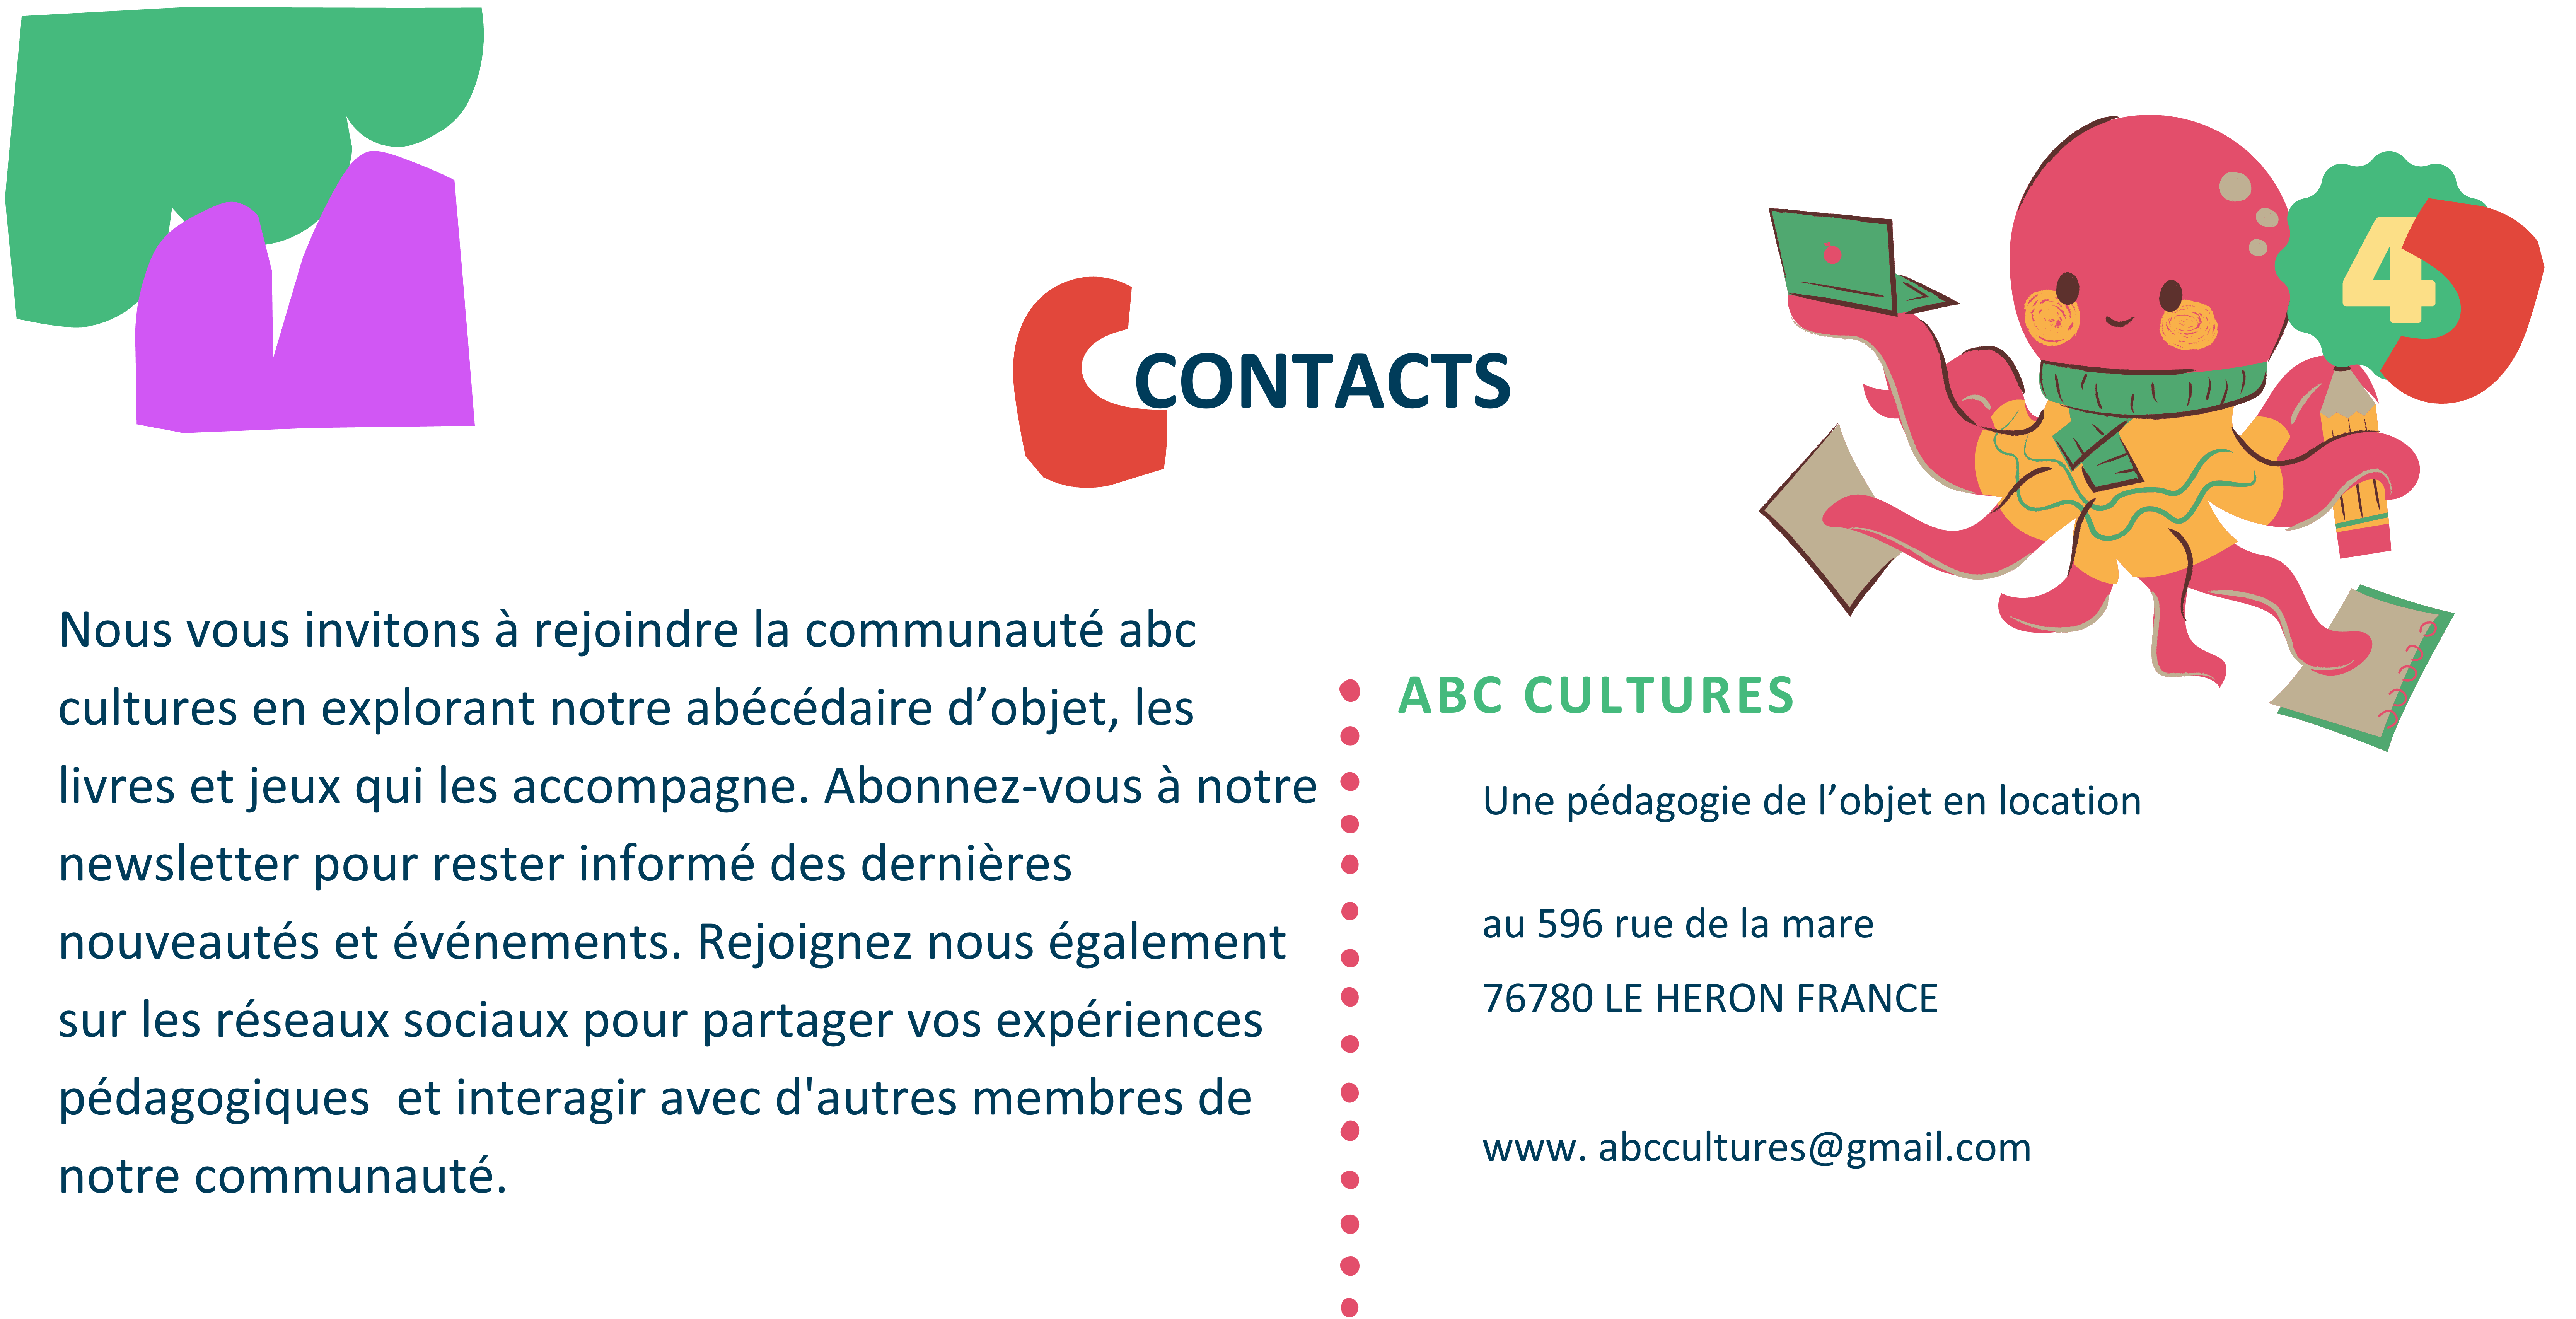 4
CONTACTS
Nous vous invitons à rejoindre la communauté abc
cultures en explorant notre abécédaire d’objet, les
livres et jeux qui les accompagne. Abonnez-vous à notre
newsletter pour rester informé des dernières
nouveautés et événements. Rejoignez nous également
sur les réseaux sociaux pour partager vos expériences
pédagogiques  et interagir avec d'autres membres de
notre communauté.
ABC CULTURES
Une pédagogie de l’objet en location
au 596 rue de la mare
76780 LE HERON FRANCE
www. abccultures@gmail.com